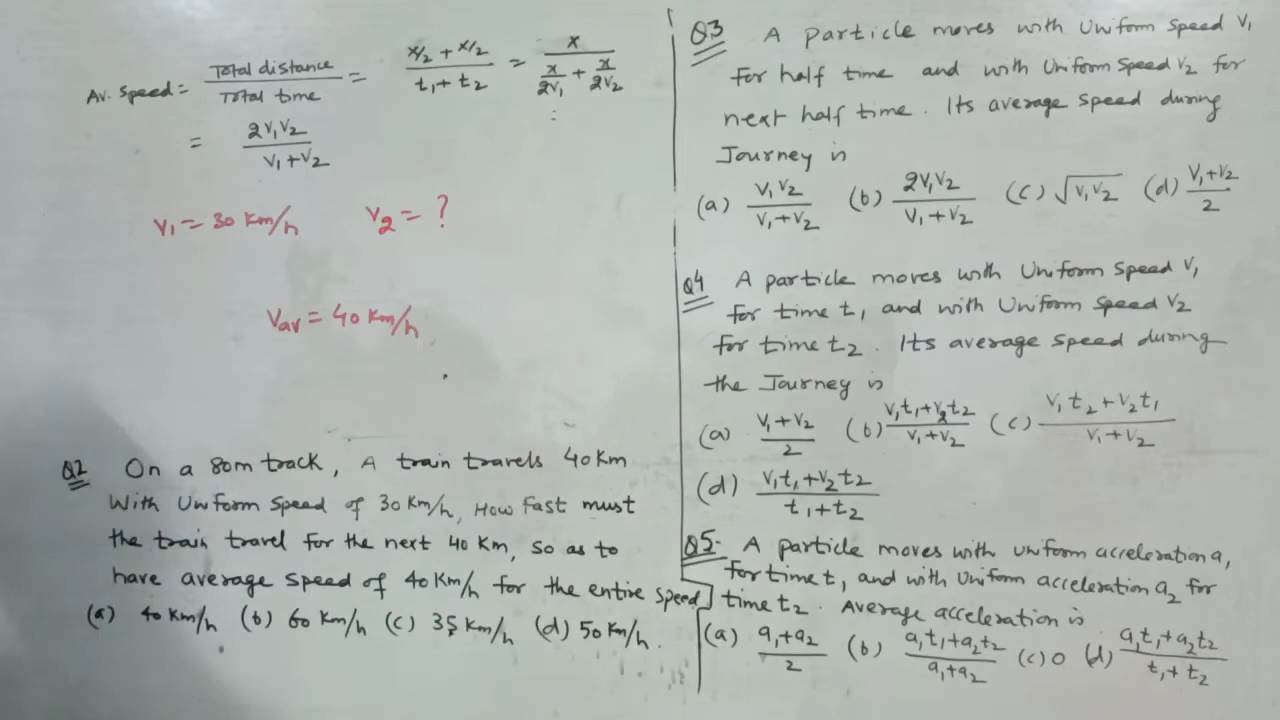 Av. Speed = Total distance / Total time = (x/2 + x/2) / (t₁ + t₂) = x / (x/2v₁ + x/2v₂)
= 2v₁v₂ / (v₁+v₂)
v₁ = 30 km/h v₂ = ?
Vav = 40 km/h
Q2 On a 80m track, A train travels 40 km
With Uniform Speed of 30 km/h, How fast must
the train travel for the next 40 km, so as to
have average speed of 40 km/h for the entire speed
(a) 40 km/h (b) 60 km/h (c) 35 km/h (d) 50 km/h.
Q3 A particle moves with Uniform speed v₁
for half time and with Uniform Speed v₂ for
next half time. Its average speed during
Journey is
(a) v₁v₂ / (v₁+v₂) (b) 2v₁v₂ / (v₁+v₂) (c) √v₁v₂ (d) (v₁+v₂) / 2
Q4 A particle moves with Uniform Speed v₁
for time t₁ and with Uniform speed v₂
for time t₂. Its average speed during
the Journey is
(a) (v₁+v₂) / 2 (b) (v₁t₁+v₂t₂) / (v₁+v₂) (c) (v₁t₂+v₂t₁) / (v₁+v₂)
(d) (v₁t₁+v₂t₂) / (t₁+t₂)
Q5. A particle moves with uniform acceleration a₁
for time t₁ and with Uniform acceleration a₂ for
time t₂. Average acceleration is
(a) (a₁+a₂) / 2 (b) (a₁t₁+a₂t₂) / (a₁+a₂) (c) 0 (d) (a₁t₁+a₂t₂) / (t₁+t₂)